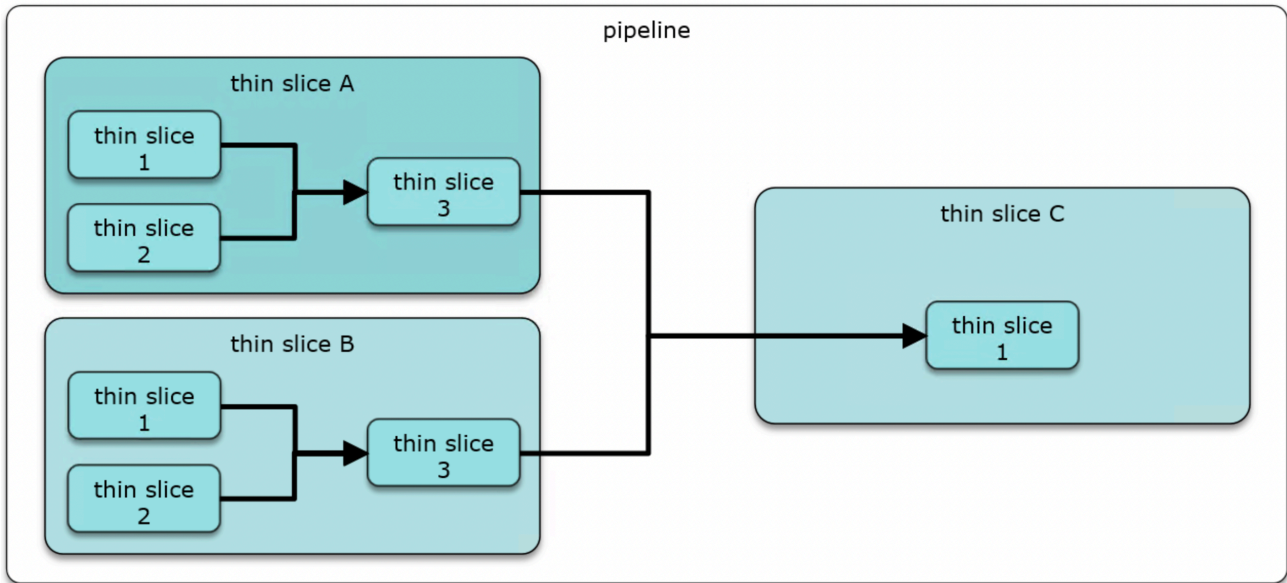 pipeline
thin slice A
thin slice
1
thin slice
2
thin slice
3
thin slice B
thin slice
1
thin slice
2
thin slice
3
thin slice C
thin slice
1